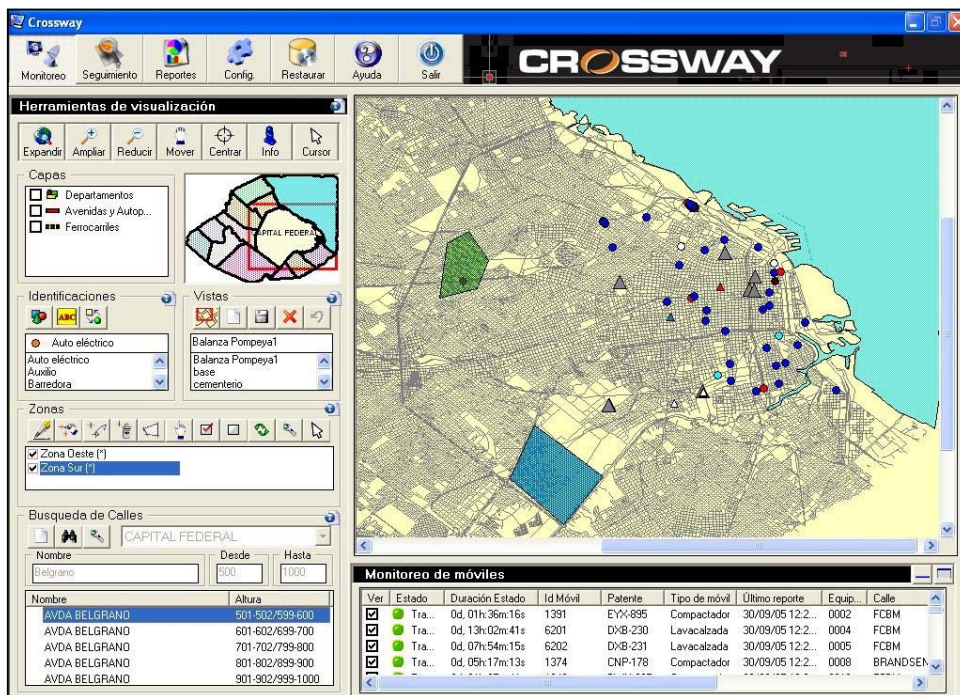 Crossway
Monitoreo Seguimiento Reportes Config. Restaurar Ayuda Salir
CROSSWAY
Herramientas de visualización
Expandir Ampliar Reducir Mover Centrar Info Cursor
Capas
Departamentos
Avenidas y Autop...
Ferrocarriles
CAPITAL FEDERAL
Identificaciones
ABC
Auto eléctrico
Auto eléctrico
Auxilio
Barredora
Vistas
Balanza Pompeya1
Balanza Pompeya1
base
cementerio
Zonas
Zona Oeste (*)
Zona Sur (*)
Busqueda de Calles
CAPITAL FEDERAL
Nombre Desde Hasta
Belgrano 500 1000
Nombre Altura
AVDA BELGRANO 501-502/599-600
AVDA BELGRANO 601-602/699-700
AVDA BELGRANO 701-702/799-800
AVDA BELGRANO 801-802/899-900
AVDA BELGRANO 901-902/999-1000
Monitoreo de móviles
Ver Estado Duración Estado Id Móvil Patente Tipo de móvil Último reporte Equip... Calle
Tra... 0d, 01h:36m:16s 1391 EYX-895 Compactador 30/09/05 12:2... 0002 FCBM
Tra... 0d, 13h:02m:41s 6201 DXB-230 Lavacalzada 30/09/05 12:2... 0004 FCBM
Tra... 0d, 07h:54m:15s 6202 DXB-231 Lavacalzada 30/09/05 12:2... 0005 FCBM
Tra... 0d, 05h:17m:13s 1374 CNP-178 Compactador 30/09/05 12:2... 0008 BRANDSEN